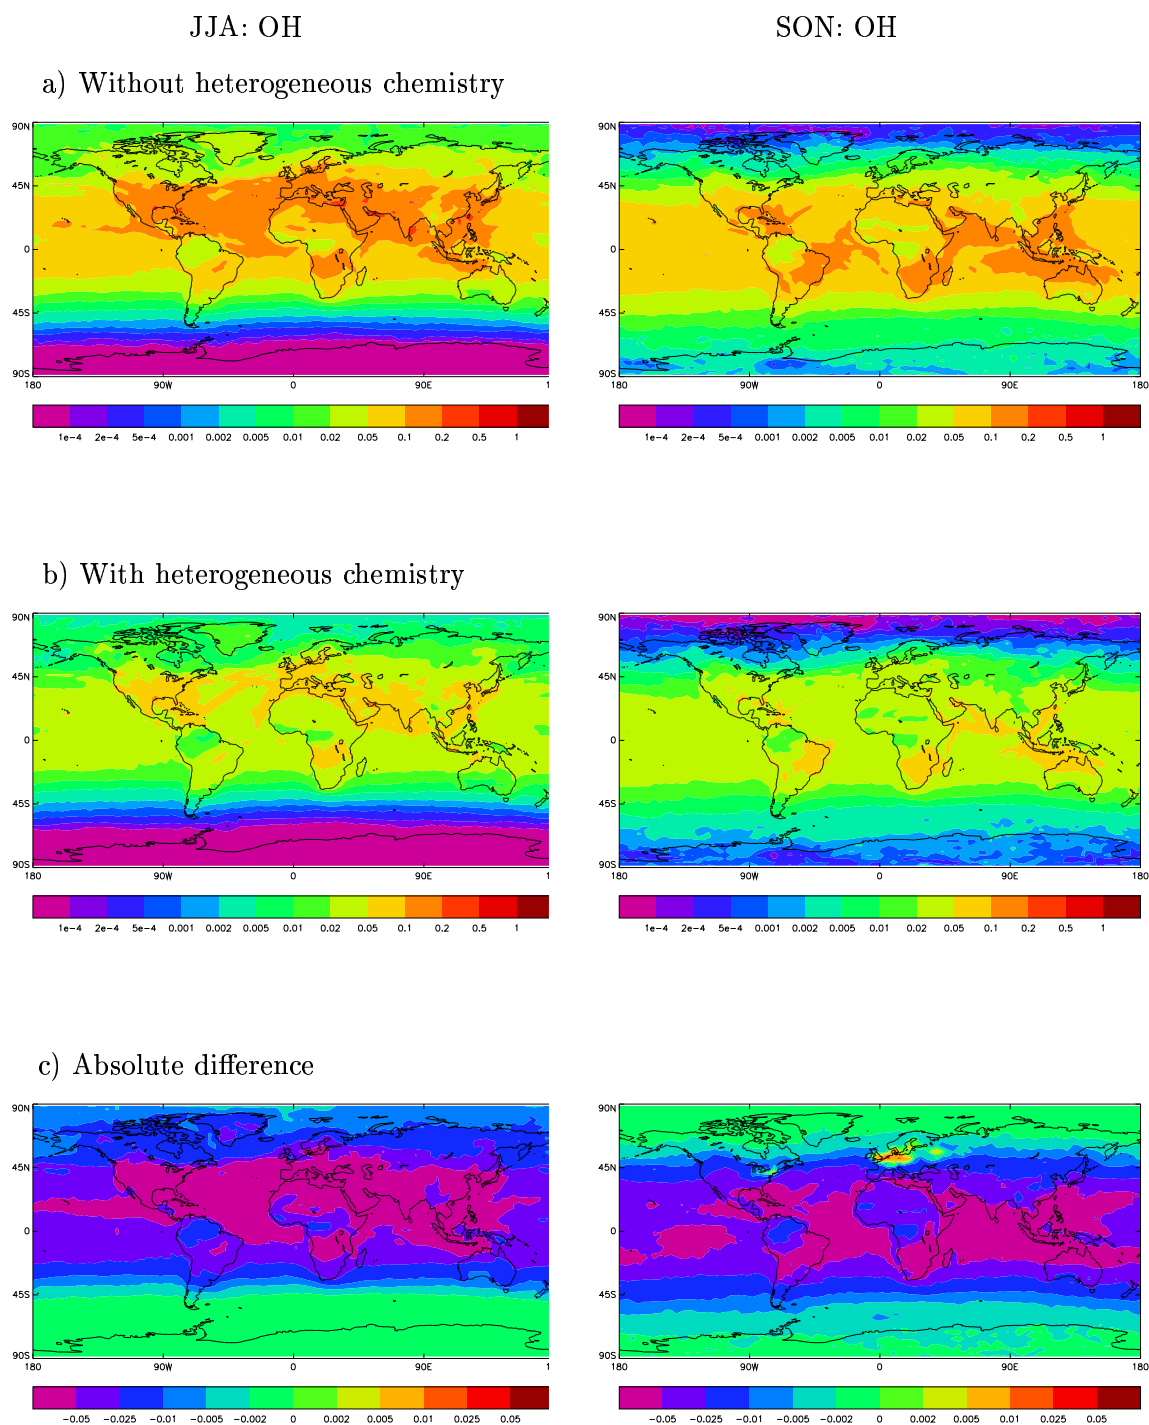 JJA: OH SON: OH
a) Without heterogeneous chemistry
90N 90N
45N 45N
0 0
45S 45S
90S 90S
180 90W 0 90E 1 180 90W 0 90E 180
1e-4 2e-4 5e-4 0.001 0.002 0.005 0.01 0.02 0.05 0.1 0.2 0.5 1 1e-4 2e-4 5e-4 0.001 0.002 0.005 0.01 0.02 0.05 0.1 0.2 0.5 1
b) With heterogeneous chemistry
90N 90N
45N 45N
0 0
45S 45S
90S 90S
180 90W 0 90E 1 180 90W 0 90E 180
1e-4 2e-4 5e-4 0.001 0.002 0.005 0.01 0.02 0.05 0.1 0.2 0.5 1 1e-4 2e-4 5e-4 0.001 0.002 0.005 0.01 0.02 0.05 0.1 0.2 0.5 1
c) Absolute difference
90N 90N
45N 45N
0 0
45S 45S
90S 90S
180 90W 0 90E 1 180 90W 0 90E 180
-0.05 -0.025 -0.01 -0.005 -0.002 0 0.002 0.005 0.01 0.025 0.05 -0.05 -0.025 -0.01 -0.005 -0.002 0 0.002 0.005 0.01 0.025 0.05